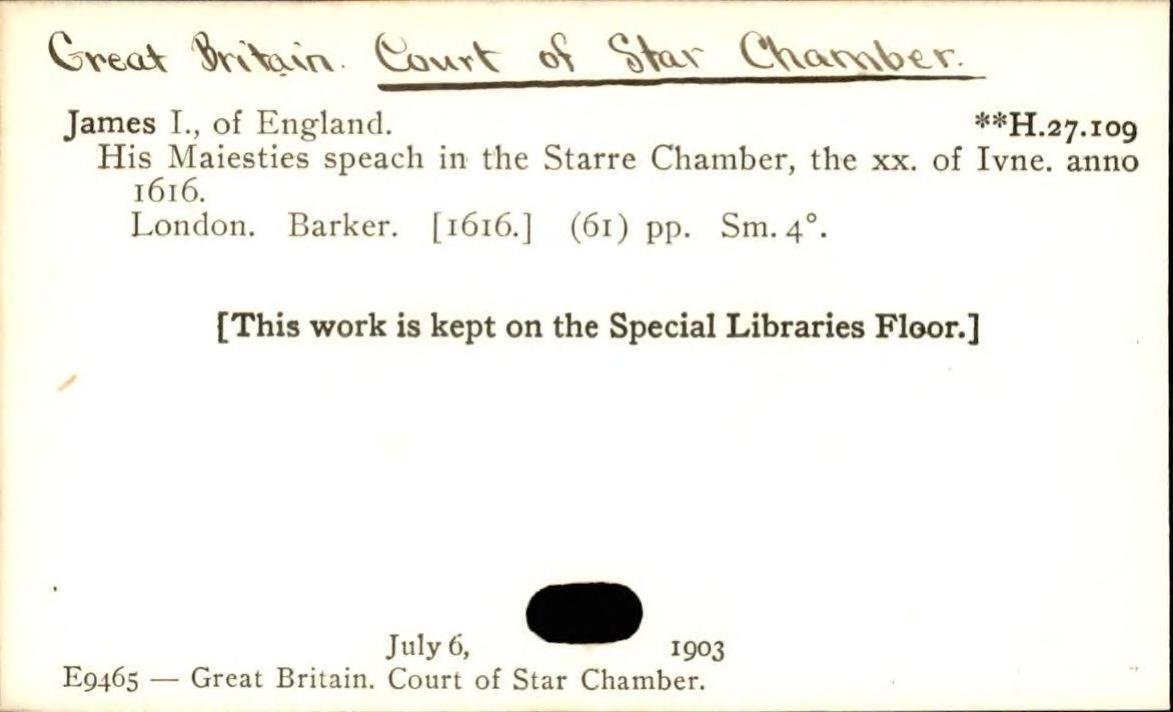 Great Britain. Court of Star Chamber.
James I., of England. **H.27.109
His Maiesties speach in the Starre Chamber, the xx. of Ivne. anno
1616.
London. Barker. [1616.] (61) pp. Sm. 4°.
[This work is kept on the Special Libraries Floor.]
July 6, 1903
E9465 — Great Britain. Court of Star Chamber.